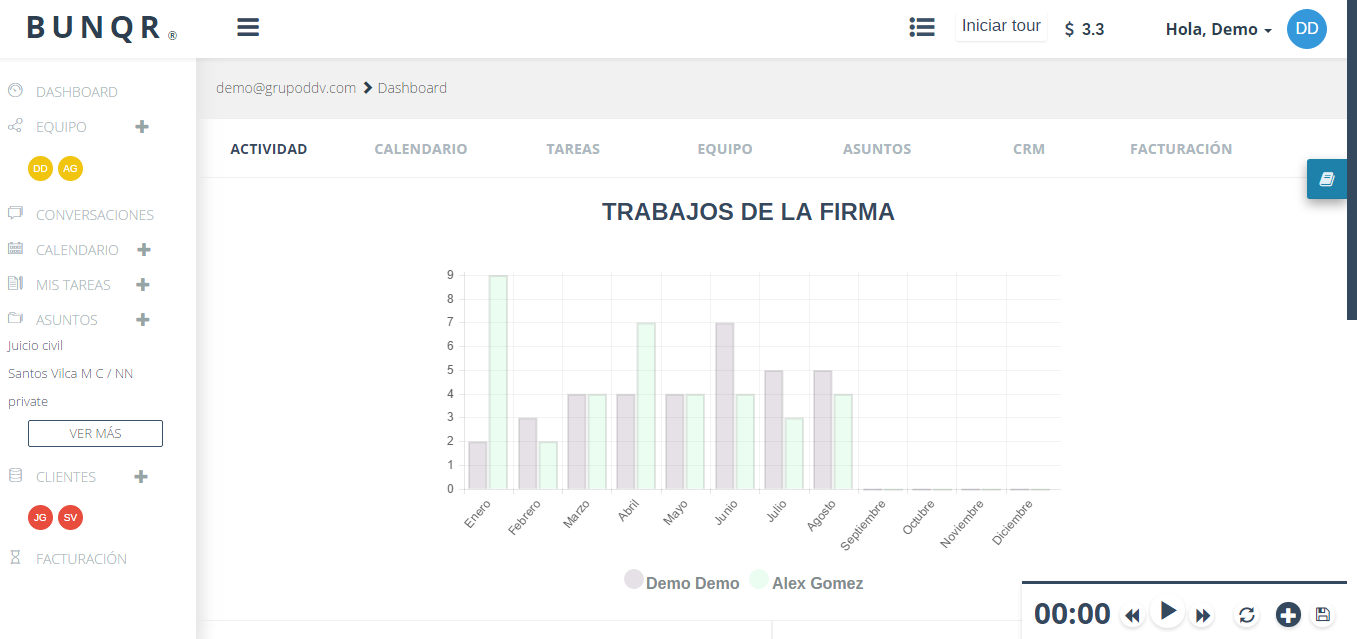 BUNQR®
Iniciar tour
$ 3.3
Hola, Demo
DD
DASHBOARD
EQUIPO
DD AG
CONVERSACIONES
CALENDARIO
MIS TAREAS
ASUNTOS
Juicio civil
Santos Vilca M C / NN
private
VER MÁS
CLIENTES
JG SV
FACTURACIÓN
demo@grupoddv.com Dashboard
ACTIVIDAD CALENDARIO TAREAS EQUIPO ASUNTOS CRM FACTURACIÓN
TRABAJOS DE LA FIRMA
9
8
7
6
5
4
3
2
1
0
Enero Febrero Marzo Abril Mayo Junio Julio Agosto Septiembre Octubre Noviembre Diciembre
Demo Demo Alex Gomez
00:00